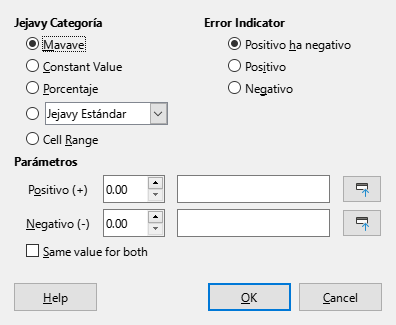 Jejavy Categoría
Mavave
Constant Value
Porcentaje
Jejavy Estándar
Cell Range
Error Indicator
Positivo ha negativo
Positivo
Negativo
Parámetros
Positivo (+) 0.00
Negativo (-) 0.00
Same value for both
Help OK Cancel